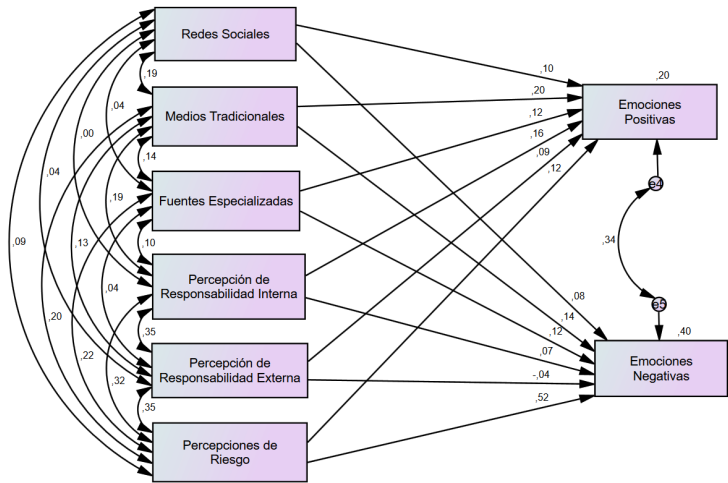 Redes Sociales
,10
,20
,19
,20
Emociones
Positivas
Medios Tradicionales
,12
,04
,16
,00
,09
,14
,12
,04
e4
,19
Fuentes Especializadas
,09
,13
,10
,34
Percepción de
Responsabilidad Interna
,04
,08
e5
,20
,14
,35
,12
,40
,22
,07
Percepción de
Responsabilidad Externa
Emociones
Negativas
,32
-,04
,35
,52
Percepciones de
Riesgo